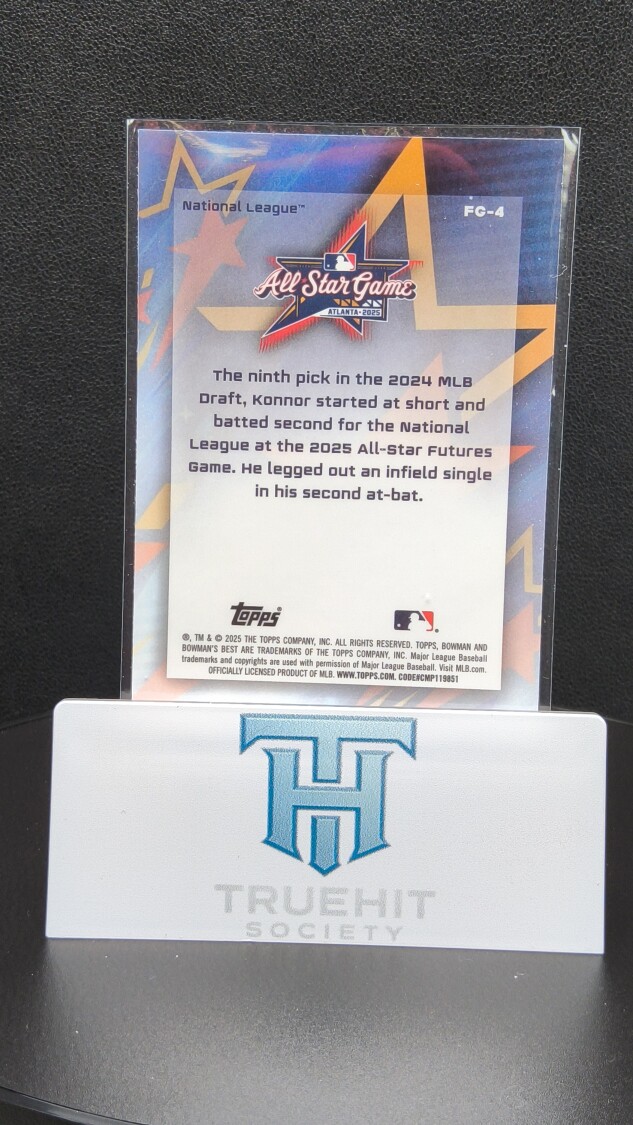 National League™
FG-4
All Star Game™
ATLANTA • 2025
The ninth pick in the 2024 MLB
Draft, Konnor started at short and
batted second for the National
League at the 2025 All-Star Futures
Game. He legged out an infield single
in his second at-bat.
topps®
®, TM & © 2025 THE TOPPS COMPANY, INC. ALL RIGHTS RESERVED. TOPPS, BOWMAN AND
BOWMAN'S BEST ARE TRADEMARKS OF THE TOPPS COMPANY, INC. Major League Baseball
trademarks and copyrights are used with permission of Major League Baseball. Visit MLB.com.
OFFICIALLY LICENSED PRODUCT OF MLB. WWW.TOPPS.COM. CODE#CMP119851
TH
TRUEHIT
SOCIETY